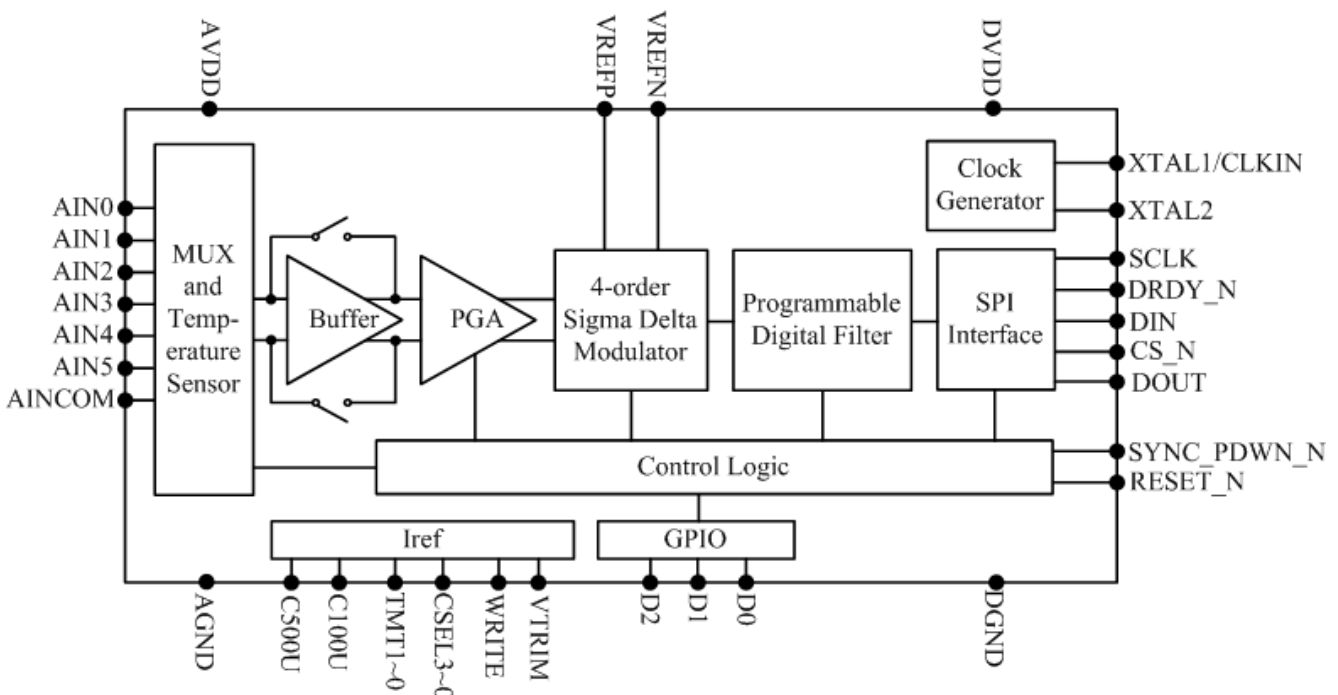 AVDD
VREFP
VREFN
DVDD
Clock
Generator
XTAL1/CLKIN
XTAL2
AIN0
AIN1
AIN2
AIN3
AIN4
AIN5
AINCOM
MUX
and
Temp-
erature
Sensor
Buffer
PGA
4-order
Sigma Delta
Modulator
Programmable
Digital Filter
SPI
Interface
SCLK
DRDY_N
DIN
CS_N
DOUT
Control Logic
SYNC_PDWN_N
RESET_N
Iref
GPIO
AGND
C500U
C100U
TMT1~0
CSEL3~0
WRITE
VTRIM
D2
D1
D0
DGND